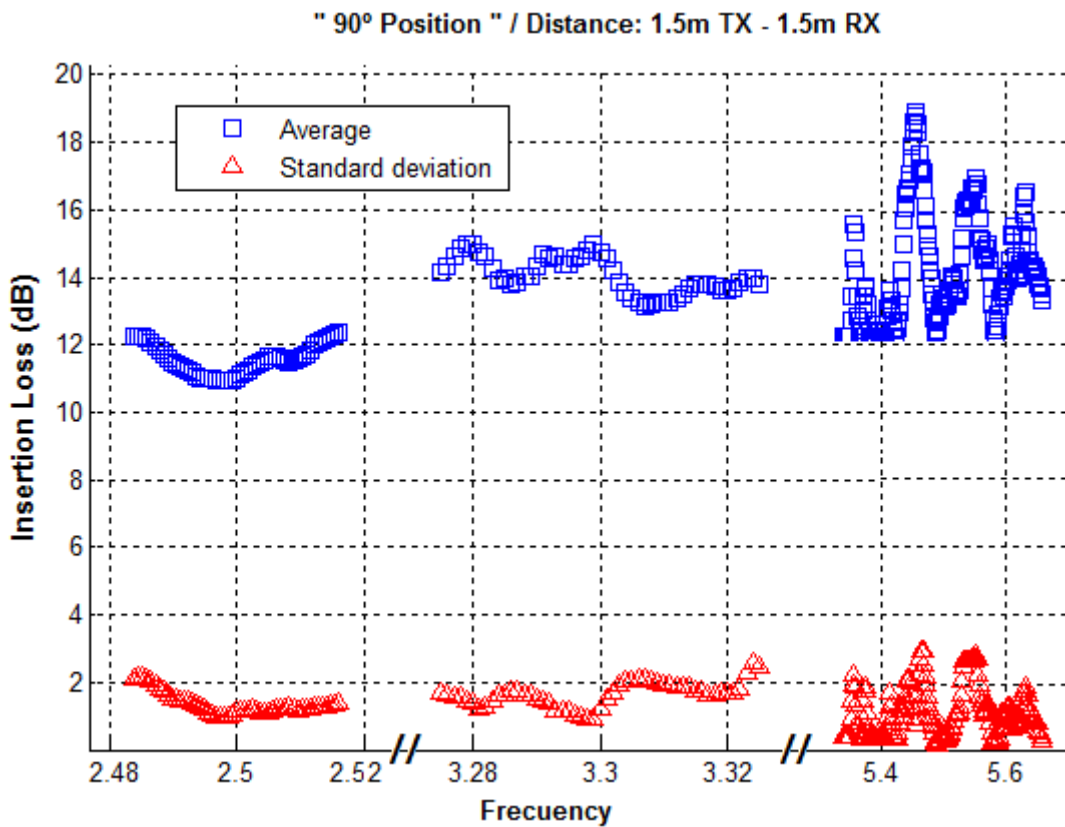 " 90º Position " / Distance: 1.5m TX - 1.5m RX
20
18
16
14
12
10
8
6
4
2
Insertion Loss (dB)
Average
Standard deviation
2.48 2.5 2.52 3.28 3.3 3.32 5.4 5.6
Frecuency